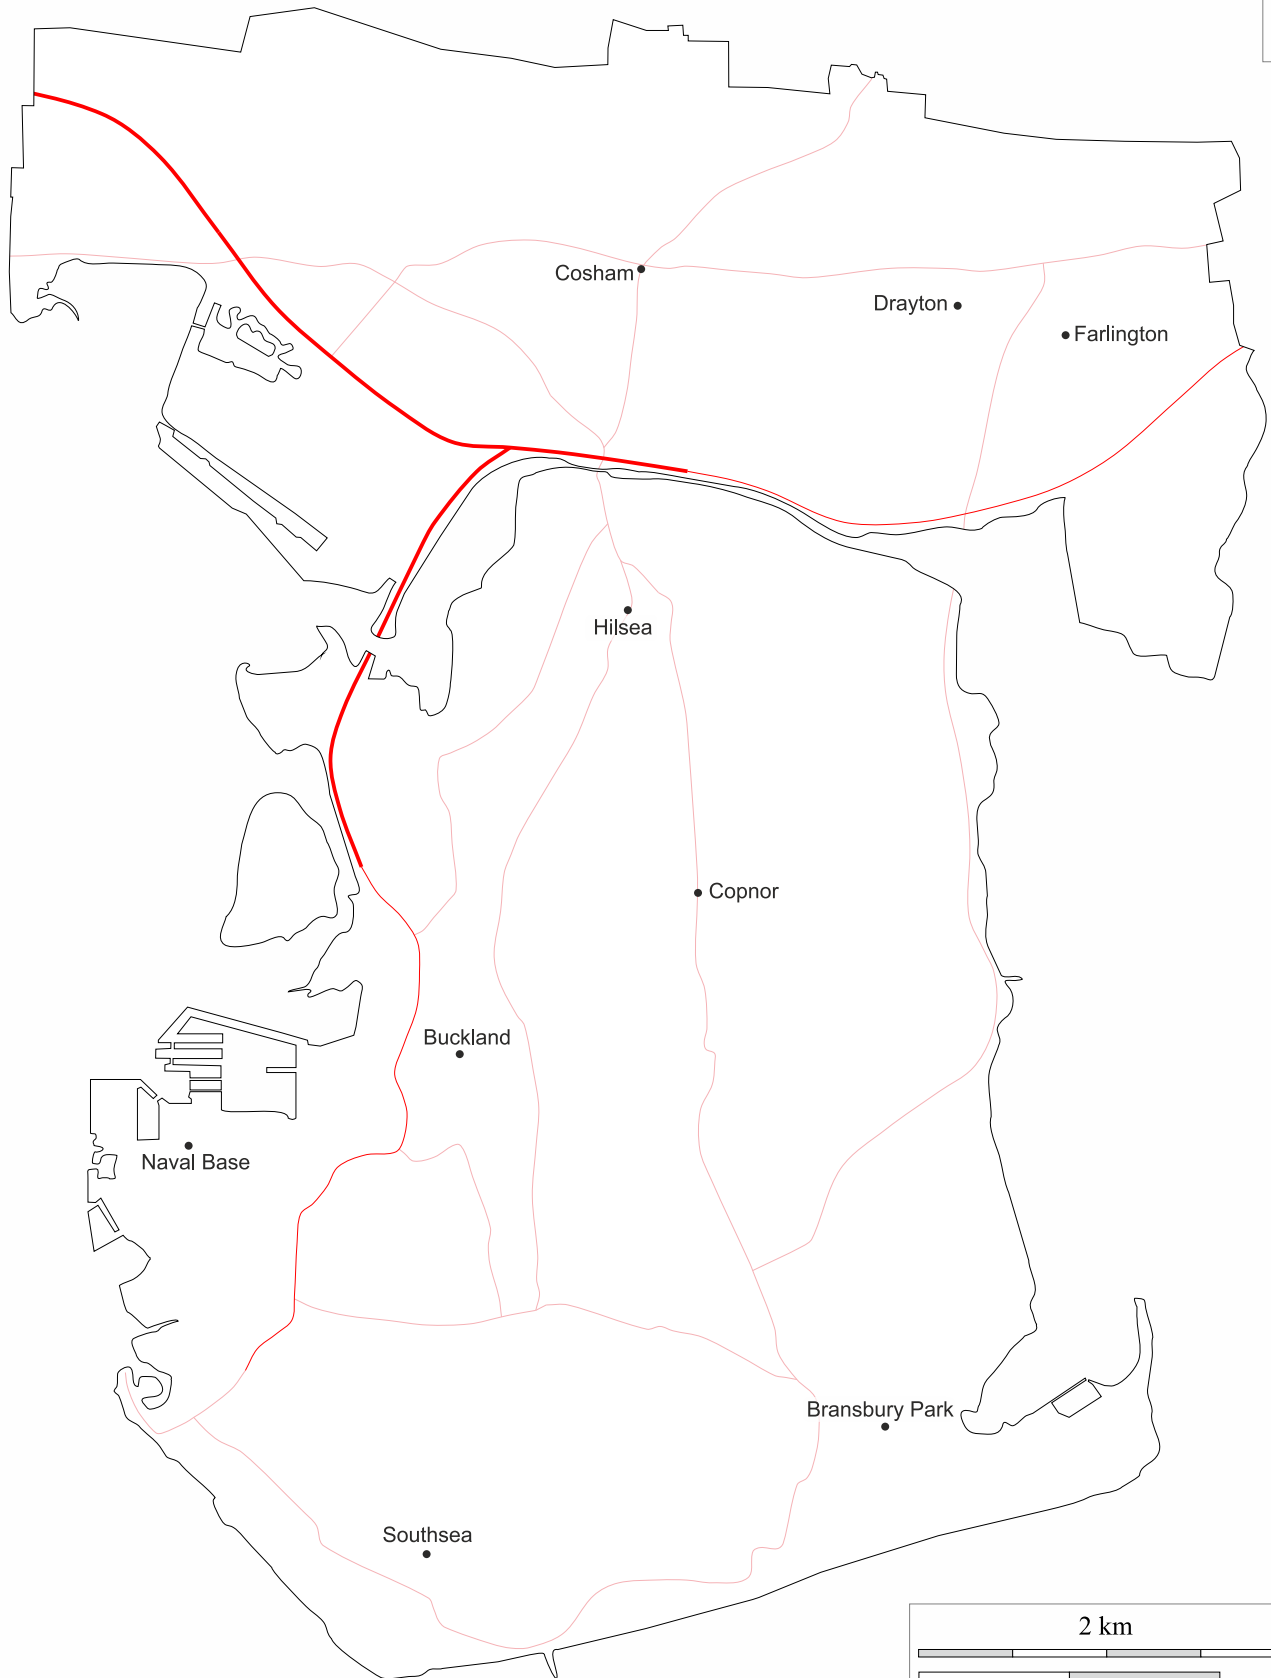 Cosham
Drayton
Farlington
Hilsea
Copnor
Buckland
Naval Base
Bransbury Park
Southsea
2 km